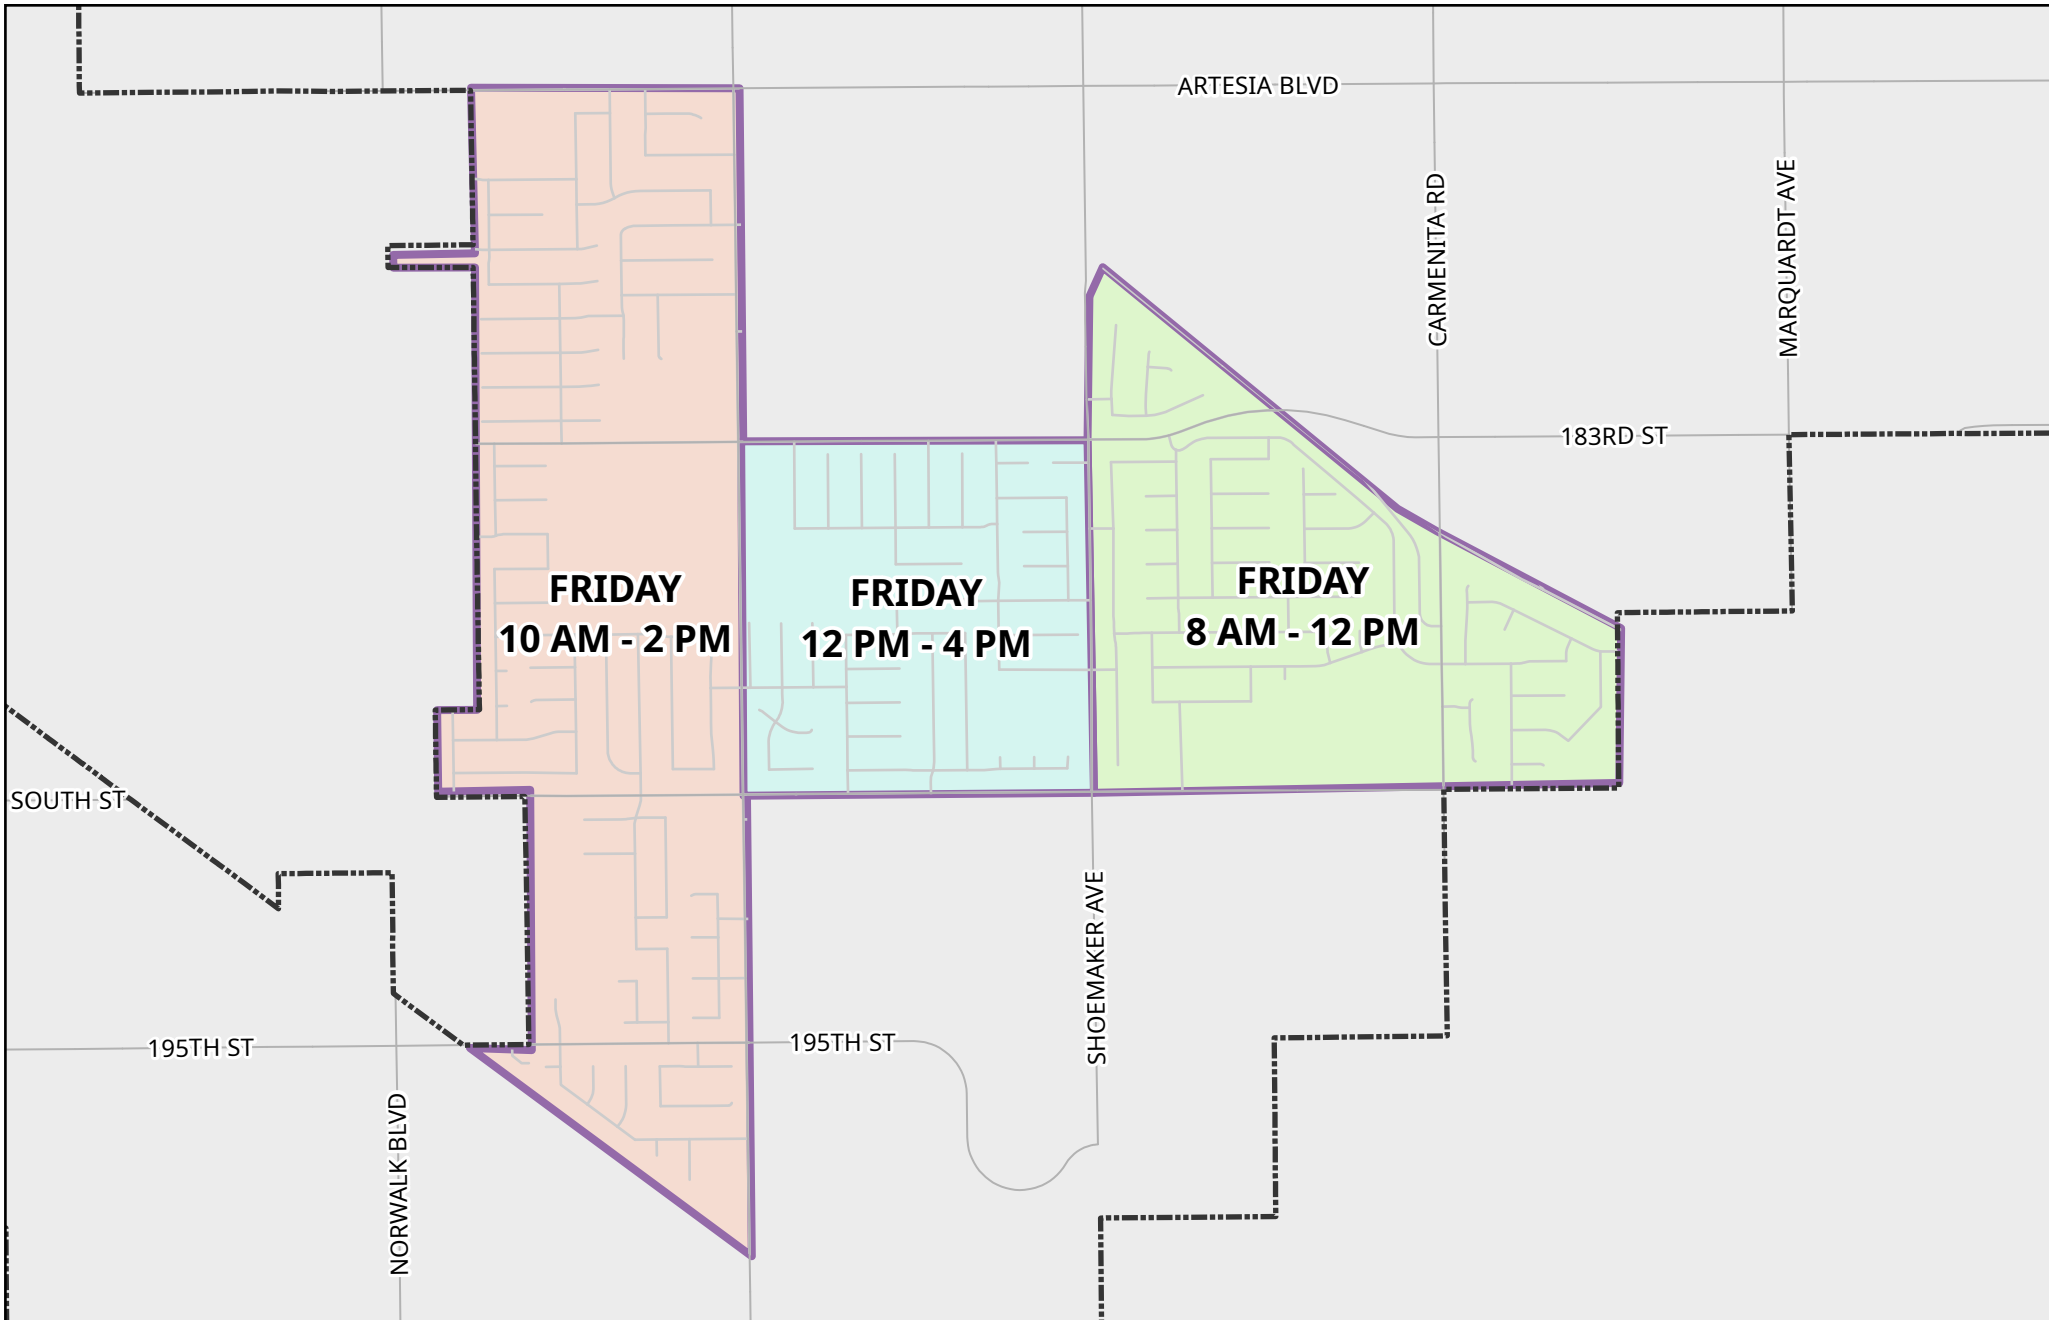 ARTESIA BLVD
CARMENITA RD
MARQUARDT AVE
183RD ST
FRIDAY
10 AM - 2 PM
FRIDAY
12 PM - 4 PM
FRIDAY
8 AM - 12 PM
SOUTH ST
SHOEMAKER AVE
195TH ST
195TH ST
NORWALK BLVD